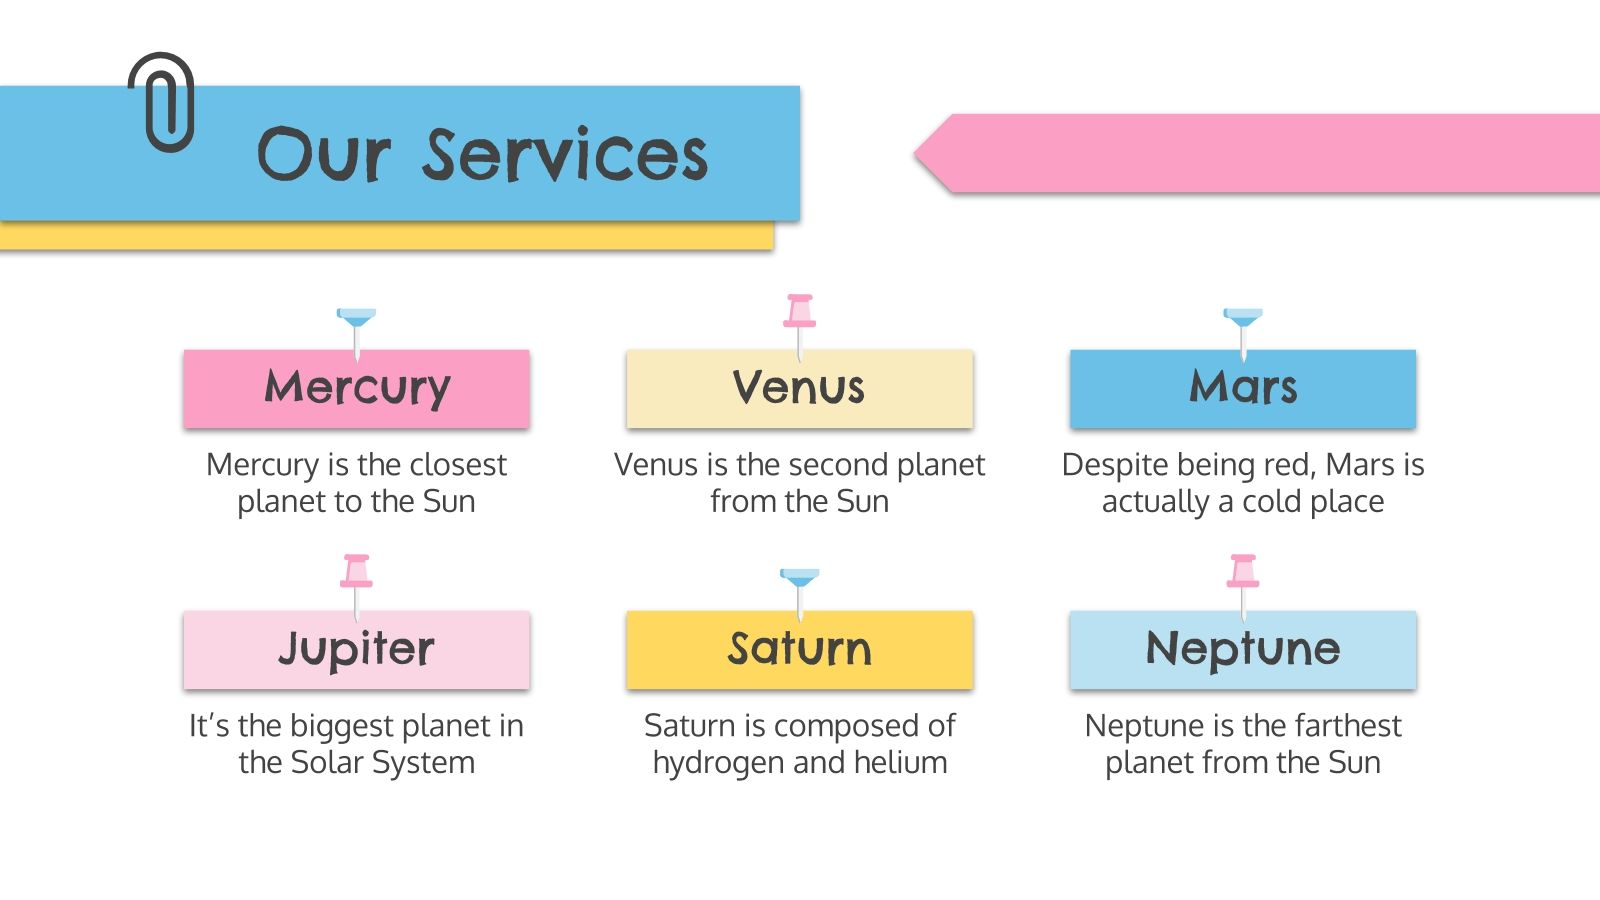 Our Services
Mercury
Mercury is the closest
planet to the Sun
Venus
Venus is the second planet
from the Sun
Mars
Despite being red, Mars is
actually a cold place
Jupiter
It’s the biggest planet in
the Solar System
Saturn
Saturn is composed of
hydrogen and helium
Neptune
Neptune is the farthest
planet from the Sun